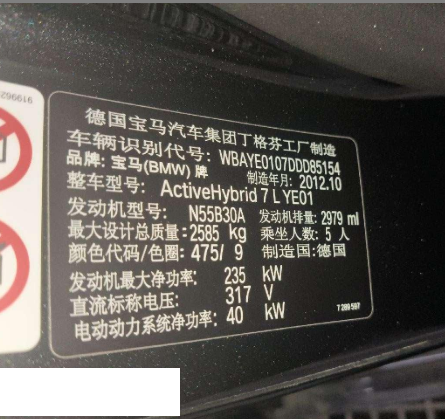 919962
德国宝马汽车集团丁格芬工厂制造
车辆识别代号: WBAYE0107DDD85154
品牌: 宝马(BMW) 牌 制造年月: 2012.10
整车型号: ActiveHybrid 7 L YE01
发动机型号: N55B30A 发动机排量: 2979 ml
最大设计总质量: 2585 kg 乘坐人数: 5 人
颜色代码/色圈: 475/ 9 制造国: 德国
发动机最大净功率: 235 kW
直流标称电压: 317 V
电动动力系统净功率: 40 kW
7 289 597